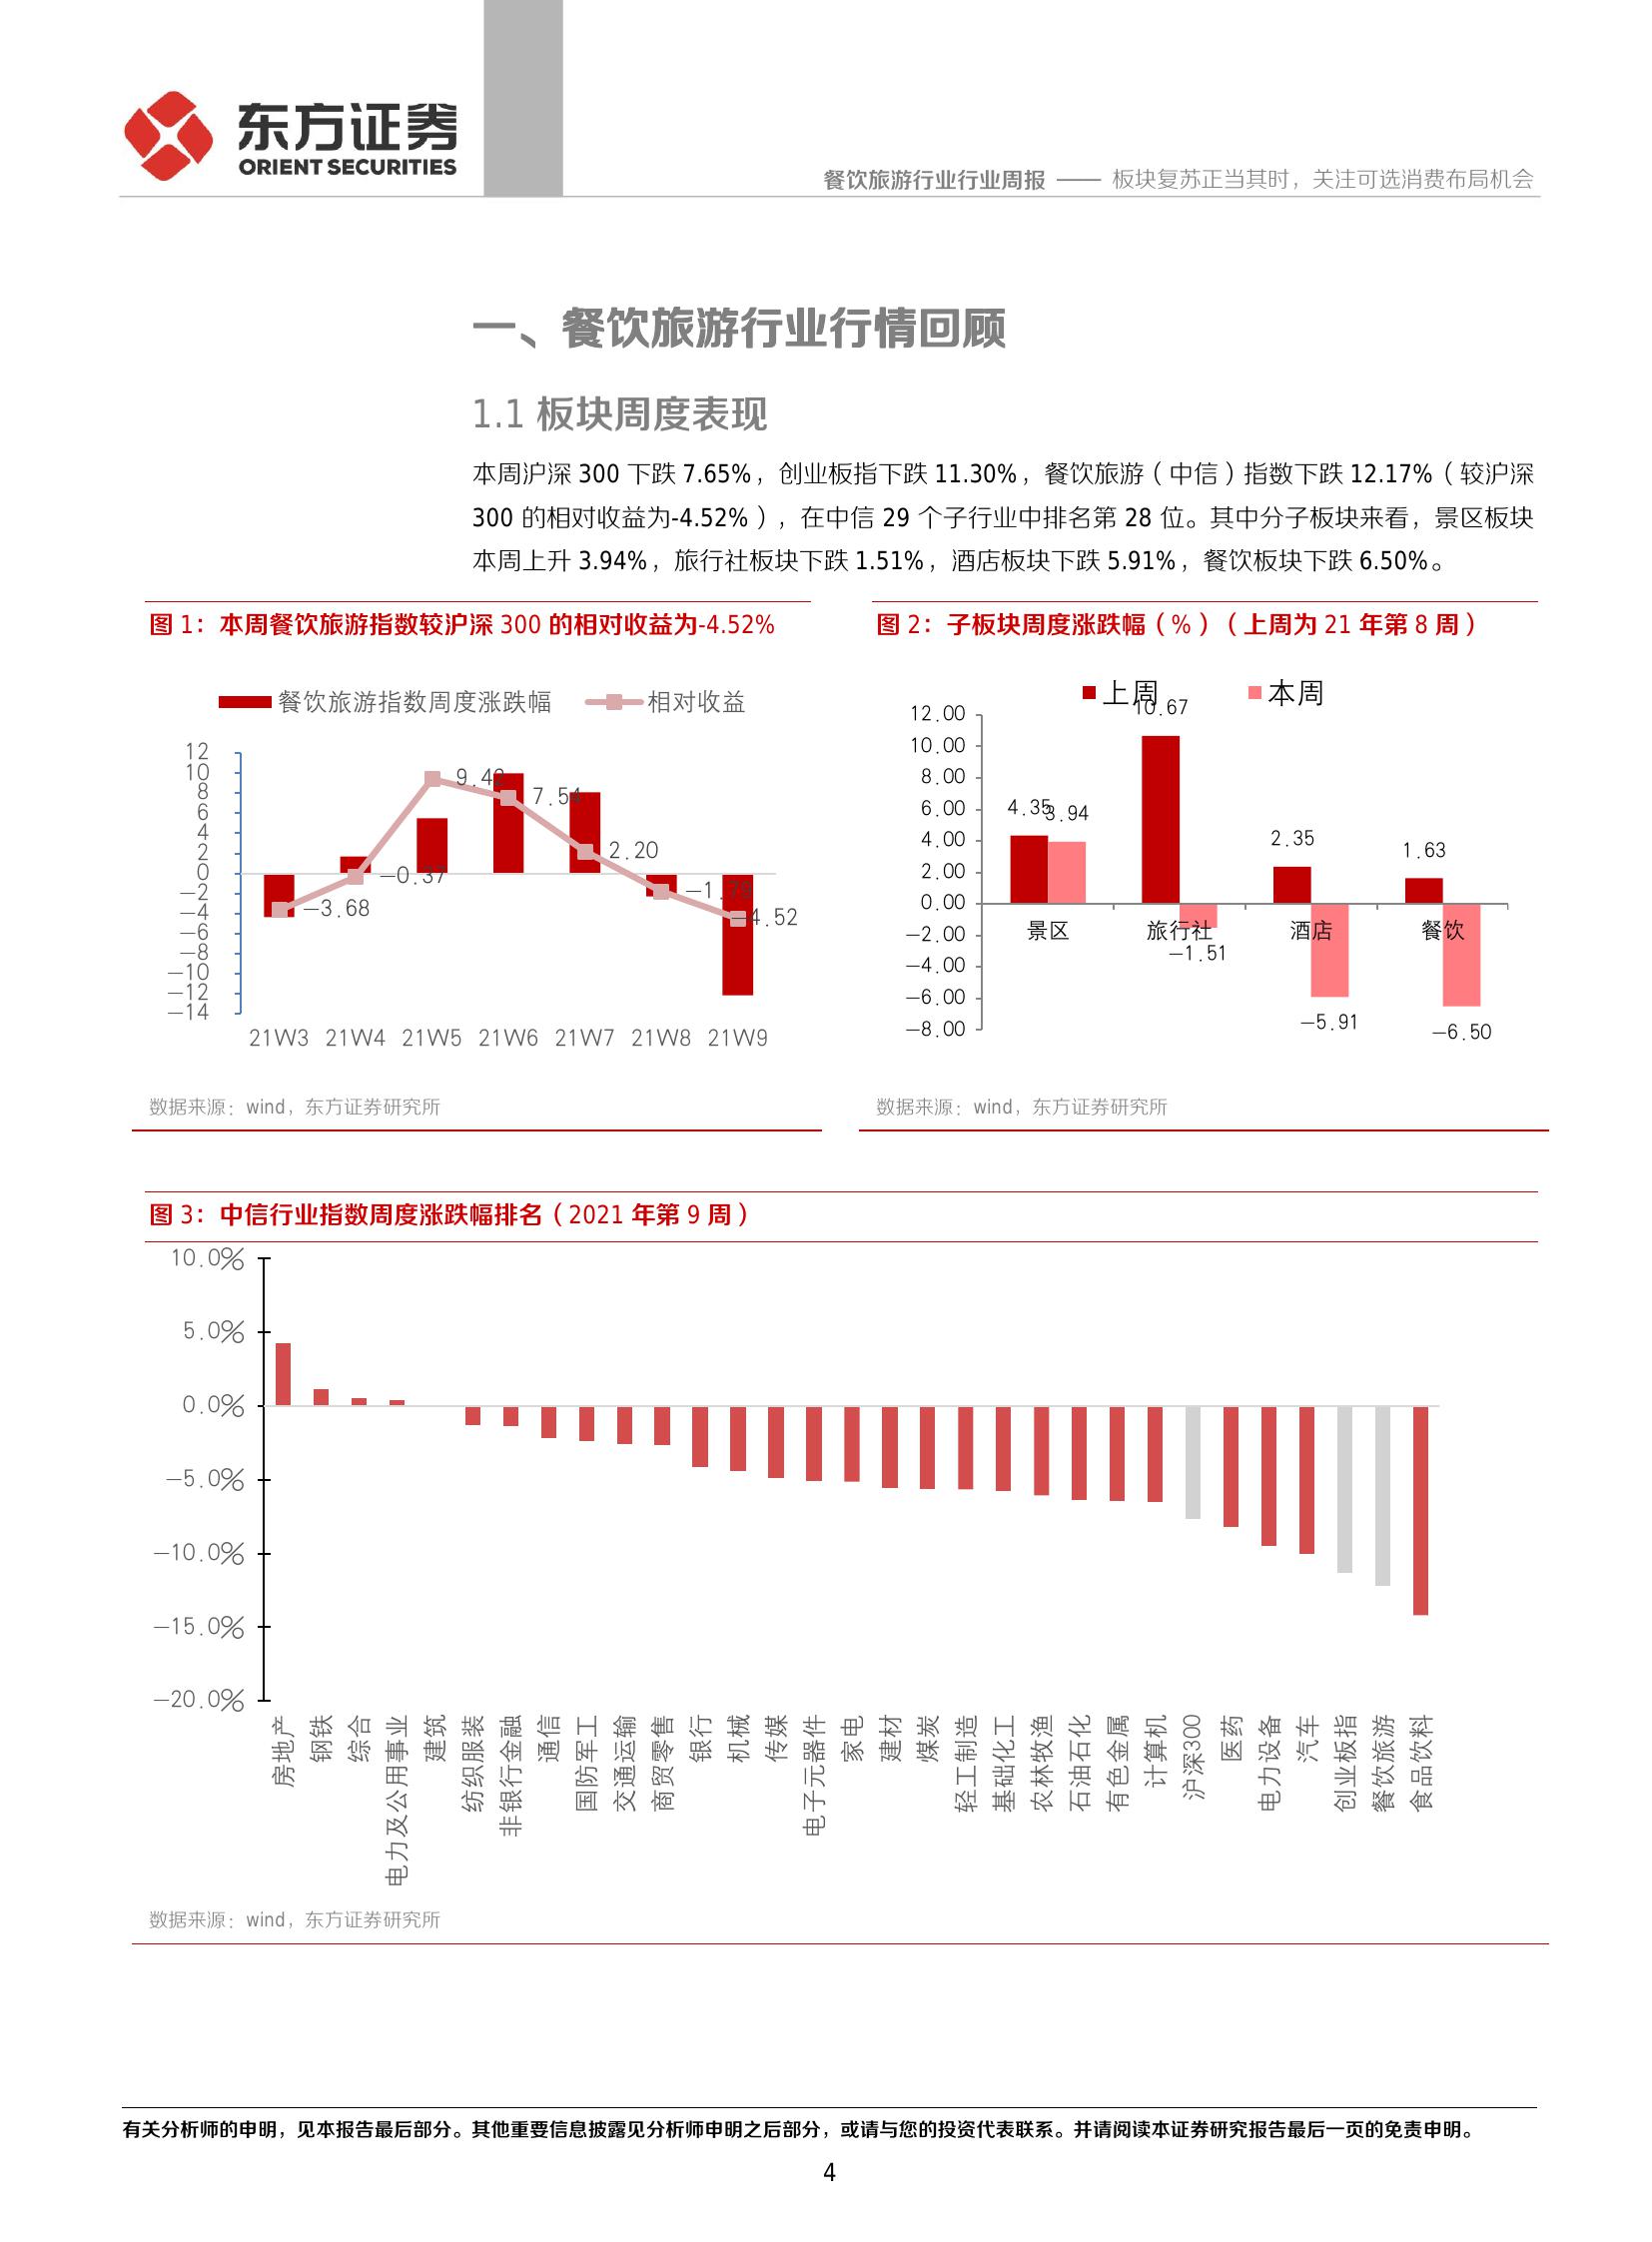 东方证券
ORIENT SECURITIES
餐饮旅游行业行业周报 —— 板块复苏正当其时，关注可选消费布局机会
一、餐饮旅游行业行情回顾
1.1 板块周度表现
本周沪深 300 下跌 7.65%，创业板指下跌 11.30%，餐饮旅游（中信）指数下跌 12.17%（较沪深
300 的相对收益为-4.52%），在中信 29 个子行业中排名第 28 位。其中分子板块来看，景区板块
本周上升 3.94%，旅行社板块下跌 1.51%，酒店板块下跌 5.91%，餐饮板块下跌 6.50%。
图 1：本周餐饮旅游指数较沪深 300 的相对收益为-4.52%
餐饮旅游指数周度涨跌幅 相对收益
12
10
8
6
4
2
0
-2
-4
-6
-8
-10
-12
-14
-3.68
-0.37
7.54
2.20
-4.52
21W3 21W4 21W5 21W6 21W7 21W8 21W9
数据来源：wind，东方证券研究所
图 2：子板块周度涨跌幅（%）（上周为 21 年第 8 周）
上周 本周
12.00
10.00
8.00
6.00
4.00
2.00
0.00
-2.00
-4.00
-6.00
-8.00
4.35
3.94
10.67
-1.51
2.35
-5.91
1.63
-6.50
景区 旅行社 酒店 餐饮
数据来源：wind，东方证券研究所
图 3：中信行业指数周度涨跌幅排名（2021 年第 9 周）
10.0%
5.0%
0.0%
-5.0%
-10.0%
-15.0%
-20.0%
房地产
钢铁
综合
电力及公用事业
建筑
纺织服装
非银行金融
通信
国防军工
交通运输
商贸零售
银行
机械
传媒
电子元器件
家电
建材
煤炭
轻工制造
基础化工
农林牧渔
石油石化
有色金属
计算机
沪深300
医药
电力设备
汽车
创业板指
餐饮旅游
食品饮料
数据来源：wind，东方证券研究所
有关分析师的申明，见本报告最后部分。其他重要信息披露见分析师申明之后部分，或请与您的投资代表联系。并请阅读本证券研究报告最后一页的免责申明。
4